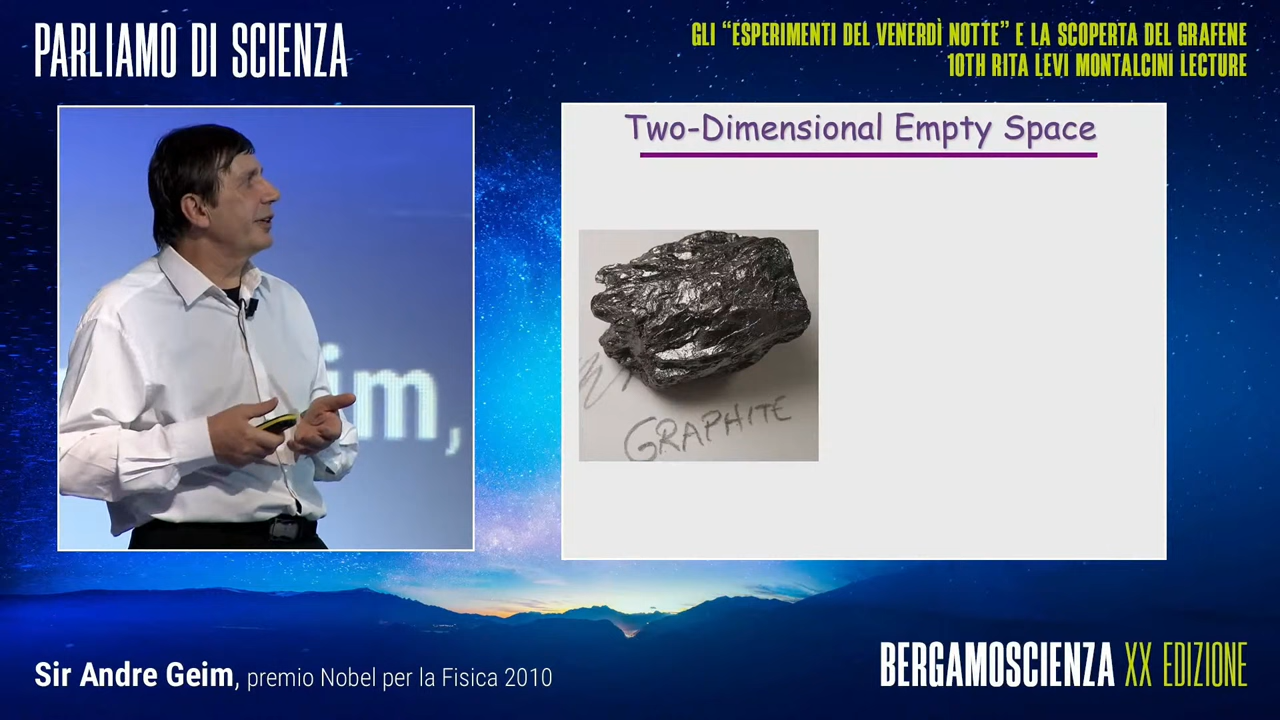 PARLIAMO DI SCIENZA
GLI “ESPERIMENTI DEL VENERDÌ NOTTE” E LA SCOPERTA DEL GRAFENE
10TH RITA LEVI MONTALCINI LECTURE
Two-Dimensional Empty Space
GRAPHITE
im,
Sir Andre Geim, premio Nobel per la Fisica 2010
BERGAMOSCIENZA XX EDIZIONE